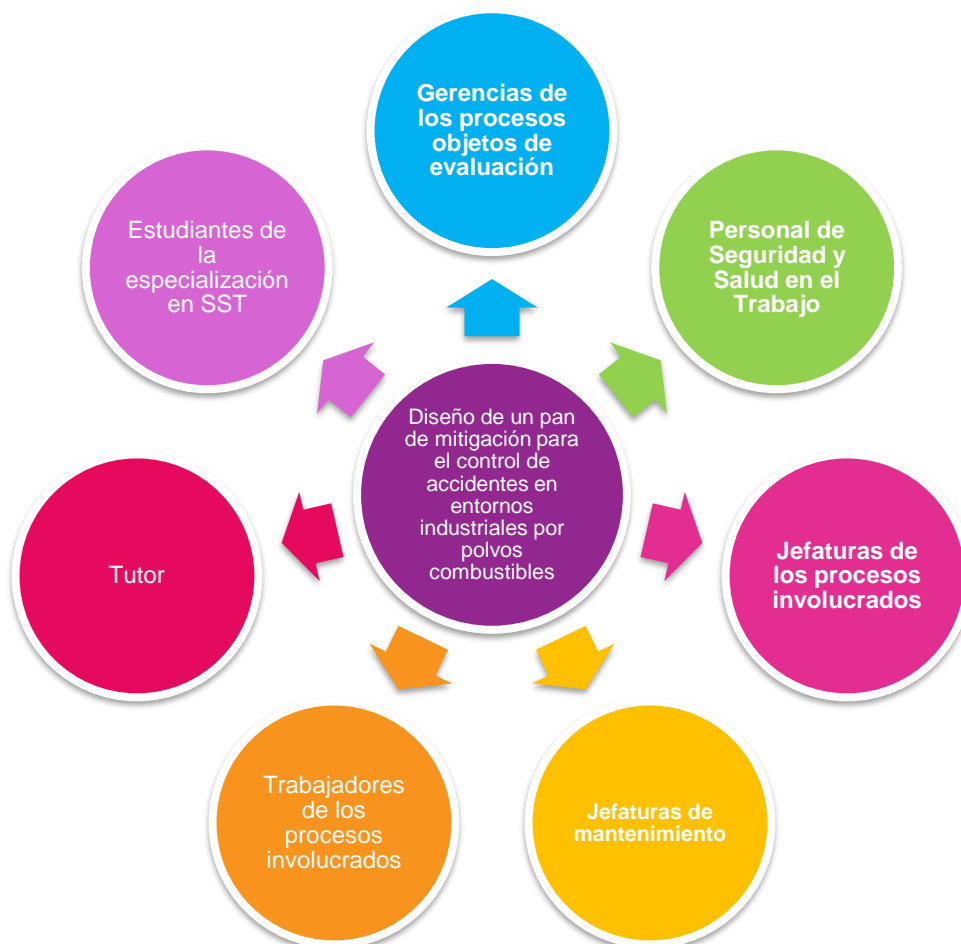 Gerencias de
los procesos
objetos de
evaluación
Personal de
Seguridad y
Salud en el
Trabajo
Jefaturas de
los procesos
involucrados
Jefaturas de
mantenimiento
Trabajadores
de los
procesos
involucrados
Tutor
Estudiantes de
la
especialización
en SST
Diseño de un pan
de mitigación para
el control de
accidentes en
entornos
industriales por
polvos
combustibles